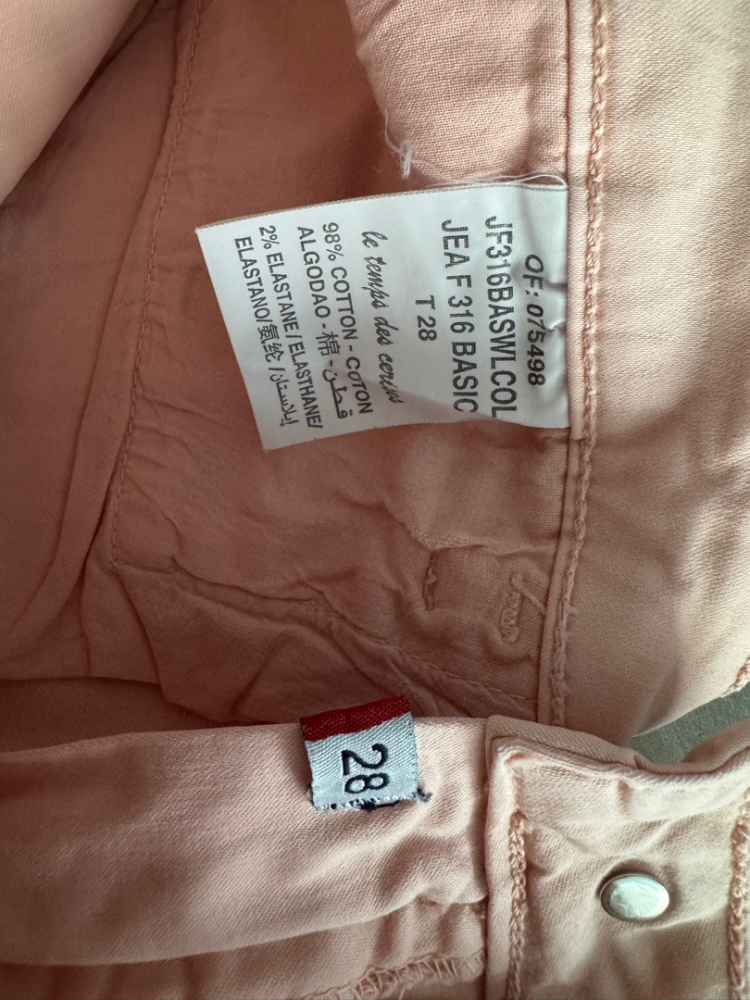 OF: 075498
JF316BASWLCOL
JEA F 316 BASIC
T 28
le temps des cerises
98% COTTON - COTON
ALGODAO - 棉 - قطن
2% ELASTANE / ELASTHANE/
ELASTANO/氨纶 /إيلاستان
28